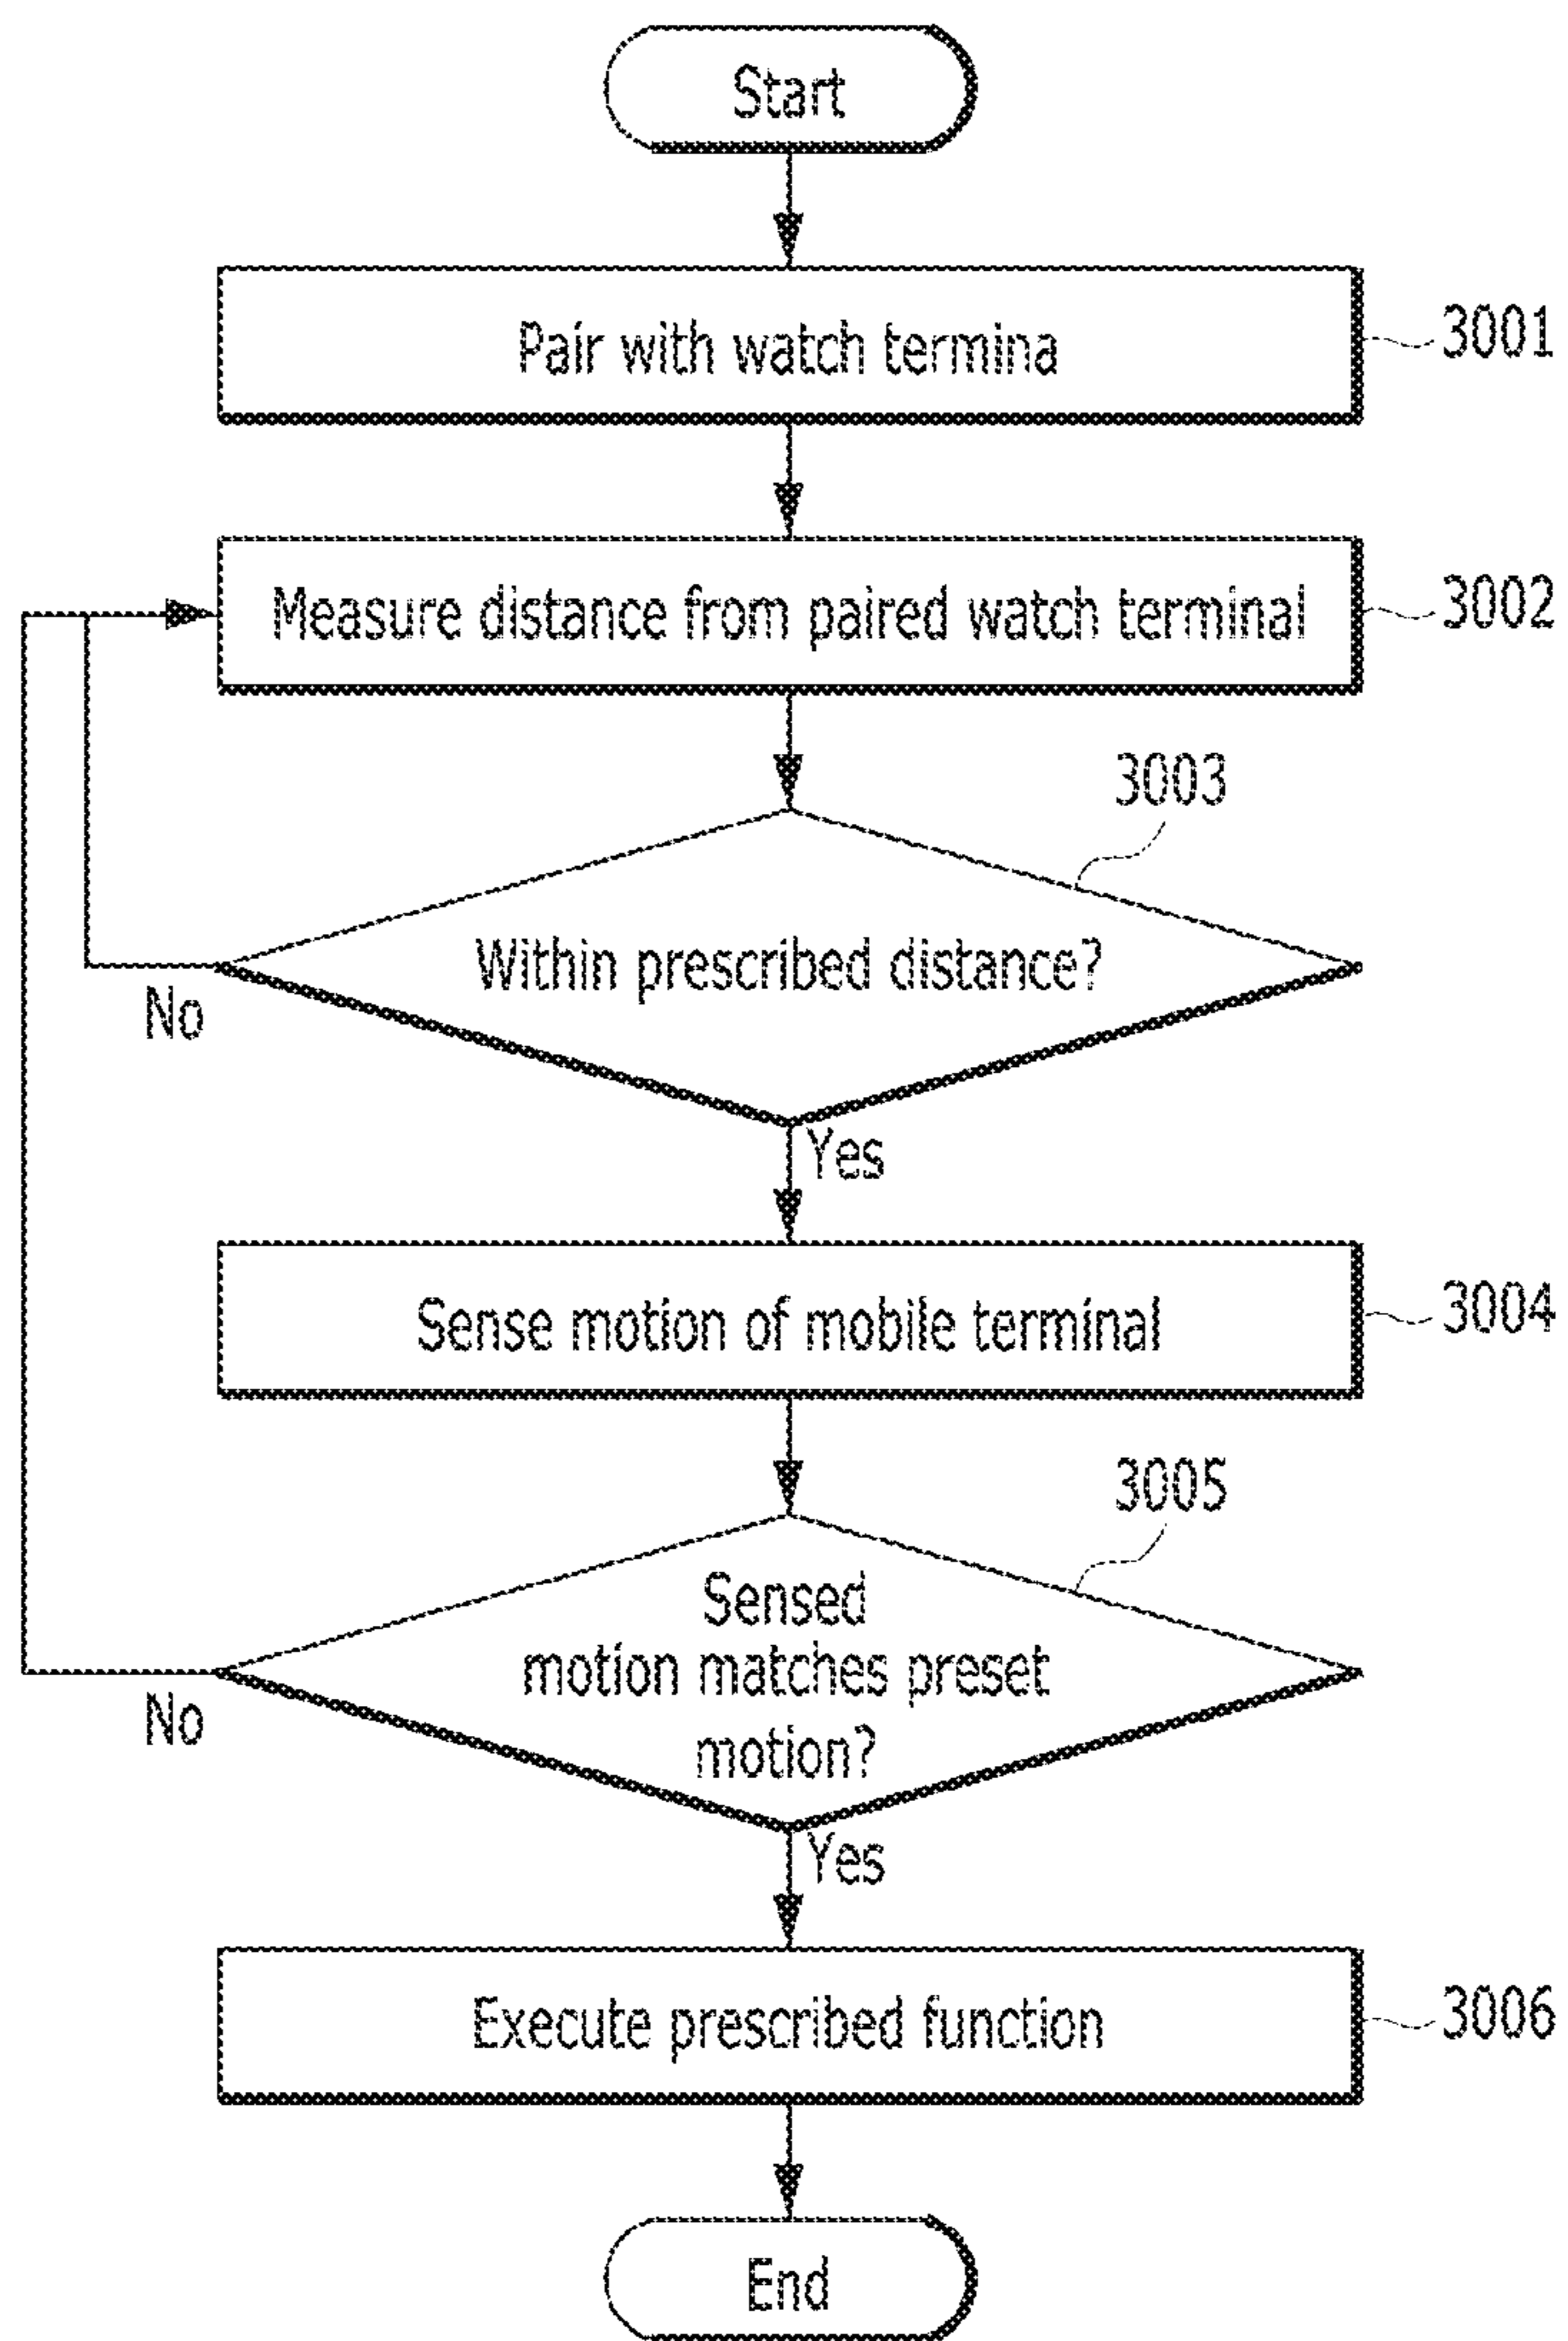 Start
Pair with watch termina
3001
Measure distance from paired watch terminal
3002
3003
Within prescribed distance?
No
Yes
Sense motion of mobile terminal
3004
3005
Sensed
motion matches preset
motion?
No
Yes
Execute prescribed function
3006
End